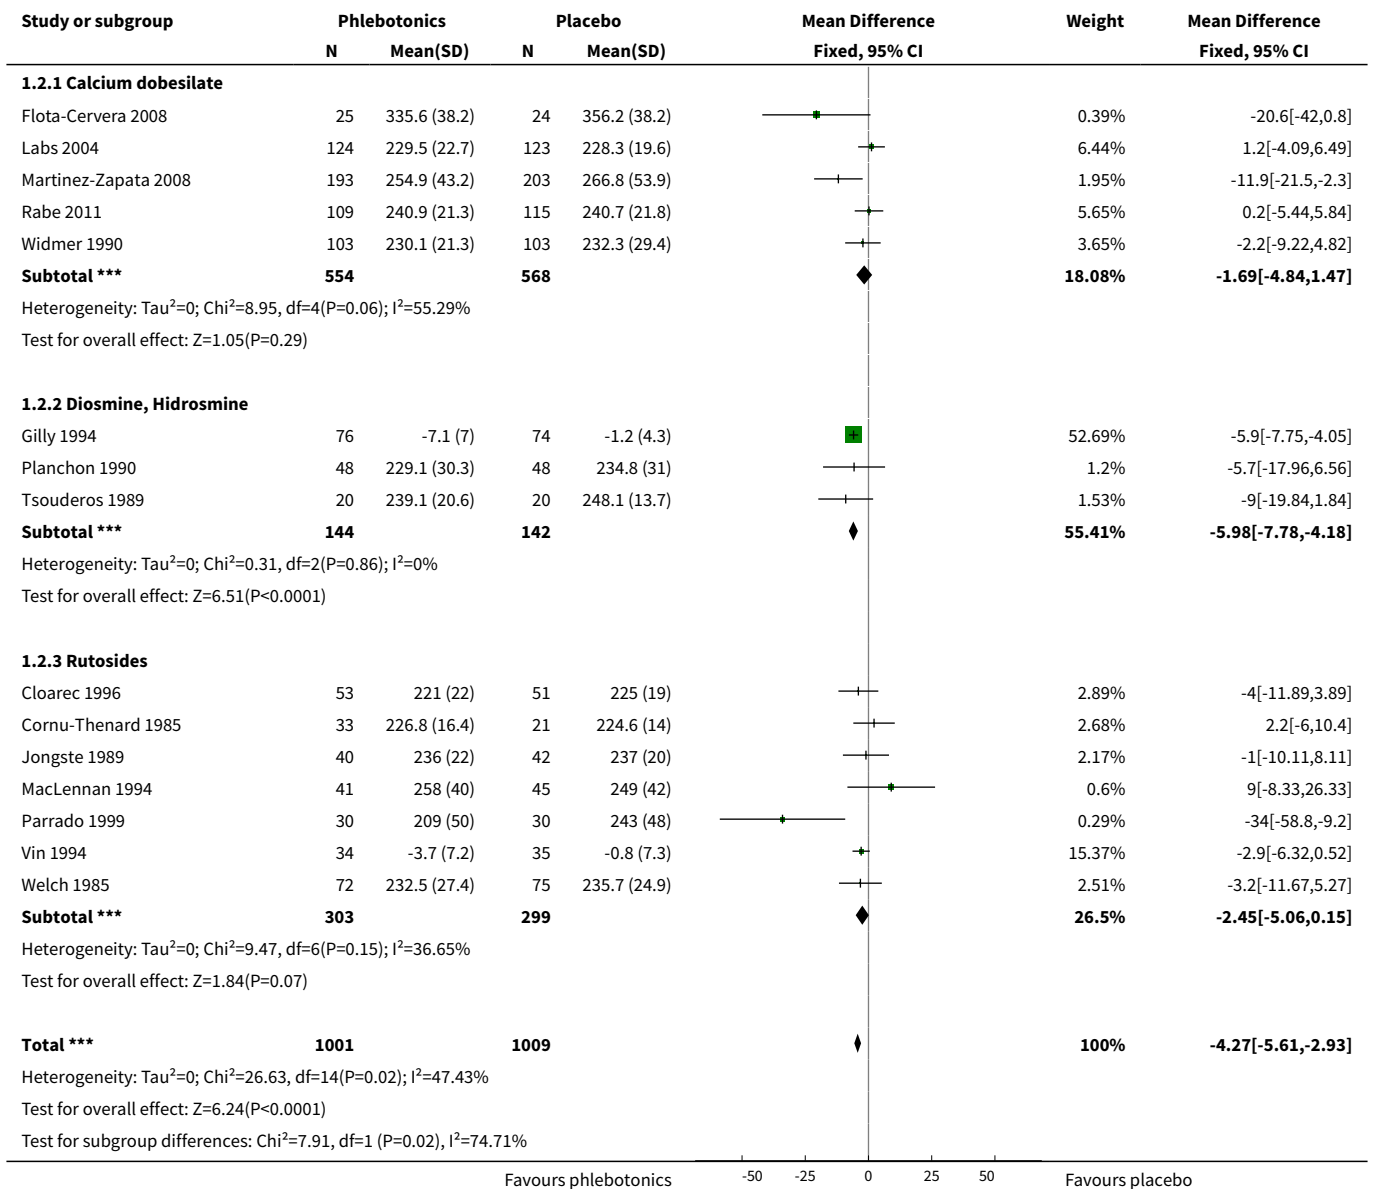 Study or subgroup Phlebotonics Placebo Mean Difference Weight Mean Difference
N Mean(SD) N Mean(SD) Fixed, 95% CI Fixed, 95% CI
1.2.1 Calcium dobesilate
Flota-Cervera 2008 25 335.6 (38.2) 24 356.2 (38.2) 0.39% -20.6[-42,0.8]
Labs 2004 124 229.5 (22.7) 123 228.3 (19.6) 6.44% 1.2[-4.09,6.49]
Martinez-Zapata 2008 193 254.9 (43.2) 203 266.8 (53.9) 1.95% -11.9[-21.5,-2.3]
Rabe 2011 109 240.9 (21.3) 115 240.7 (21.8) 5.65% 0.2[-5.44,5.84]
Widmer 1990 103 230.1 (21.3) 103 232.3 (29.4) 3.65% -2.2[-9.22,4.82]
Subtotal *** 554 568 18.08% -1.69[-4.84,1.47]
Heterogeneity: Tau²=0; Chi²=8.95, df=4(P=0.06); I²=55.29%
Test for overall effect: Z=1.05(P=0.29)
1.2.2 Diosmine, Hidrosmine
Gilly 1994 76 -7.1 (7) 74 -1.2 (4.3) 52.69% -5.9[-7.75,-4.05]
Planchon 1990 48 229.1 (30.3) 48 234.8 (31) 1.2% -5.7[-17.96,6.56]
Tsouderos 1989 20 239.1 (20.6) 20 248.1 (13.7) 1.53% -9[-19.84,1.84]
Subtotal *** 144 142 55.41% -5.98[-7.78,-4.18]
Heterogeneity: Tau²=0; Chi²=0.31, df=2(P=0.86); I²=0%
Test for overall effect: Z=6.51(P<0.0001)
1.2.3 Rutosides
Cloarec 1996 53 221 (22) 51 225 (19) 2.89% -4[-11.89,3.89]
Cornu-Thenard 1985 33 226.8 (16.4) 21 224.6 (14) 2.68% 2.2[-6,10.4]
Jongste 1989 40 236 (22) 42 237 (20) 2.17% -1[-10.11,8.11]
MacLennan 1994 41 258 (40) 45 249 (42) 0.6% 9[-8.33,26.33]
Parrado 1999 30 209 (50) 30 243 (48) 0.29% -34[-58.8,-9.2]
Vin 1994 34 -3.7 (7.2) 35 -0.8 (7.3) 15.37% -2.9[-6.32,0.52]
Welch 1985 72 232.5 (27.4) 75 235.7 (24.9) 2.51% -3.2[-11.67,5.27]
Subtotal *** 303 299 26.5% -2.45[-5.06,0.15]
Heterogeneity: Tau²=0; Chi²=9.47, df=6(P=0.15); I²=36.65%
Test for overall effect: Z=1.84(P=0.07)
Total *** 1001 1009 100% -4.27[-5.61,-2.93]
Heterogeneity: Tau²=0; Chi²=26.63, df=14(P=0.02); I²=47.43%
Test for overall effect: Z=6.24(P<0.0001)
Test for subgroup differences: Chi²=7.91, df=1 (P=0.02), I²=74.71%
Favours phlebotonics -50 -25 0 25 50 Favours placebo